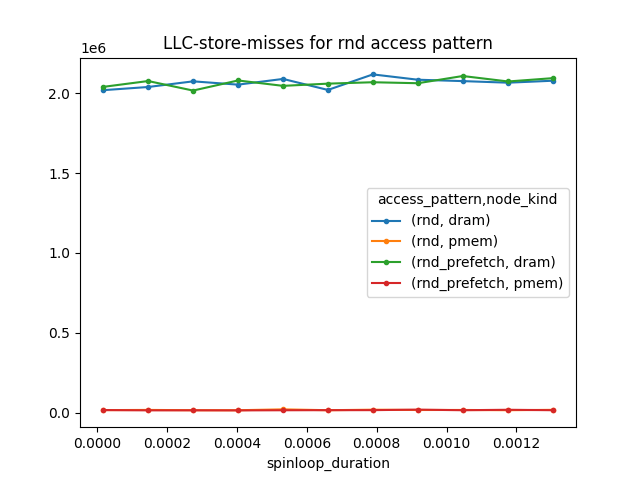 LLC-store-misses for rnd access pattern
1e6
2.0
1.5
1.0
0.5
0.0
access_pattern,node_kind
(rnd, dram)
(rnd, pmem)
(rnd_prefetch, dram)
(rnd_prefetch, pmem)
0.0000 0.0002 0.0004 0.0006 0.0008 0.0010 0.0012
spinloop_duration